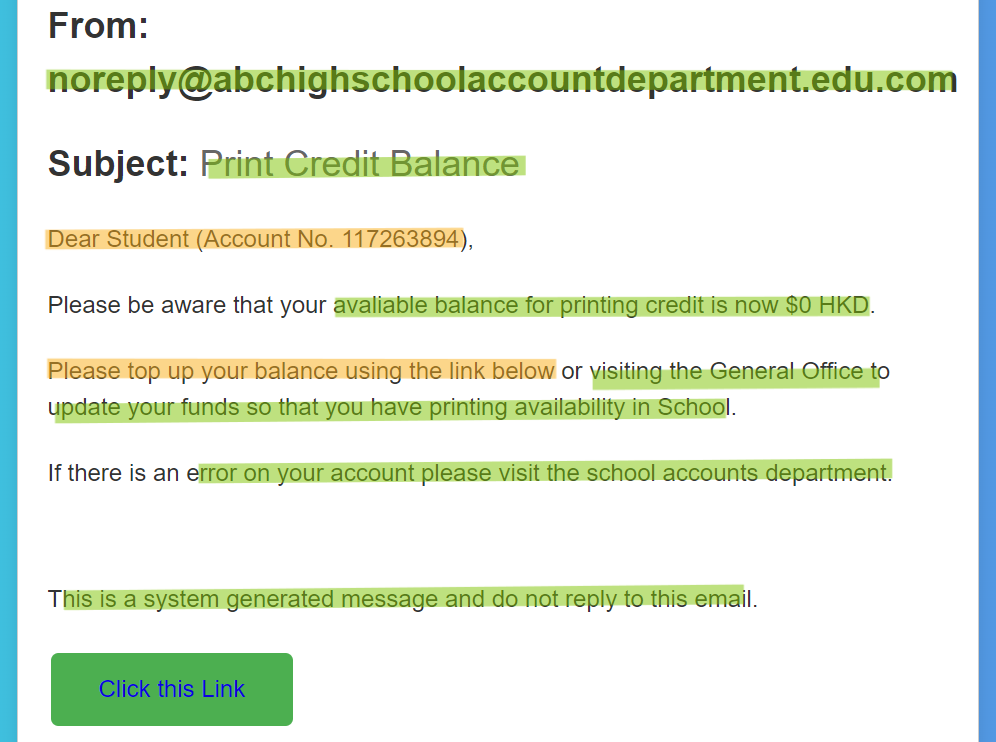 From:
noreply@abchighschoolaccountdepartment.edu.com
Subject: Print Credit Balance
Dear Student (Account No. 117263894),
Please be aware that your avaliable balance for printing credit is now $0 HKD.
Please top up your balance using the link below or visiting the General Office to
update your funds so that you have printing availability in School.
If there is an error on your account please visit the school accounts department.
This is a system generated message and do not reply to this email.
Click this Link